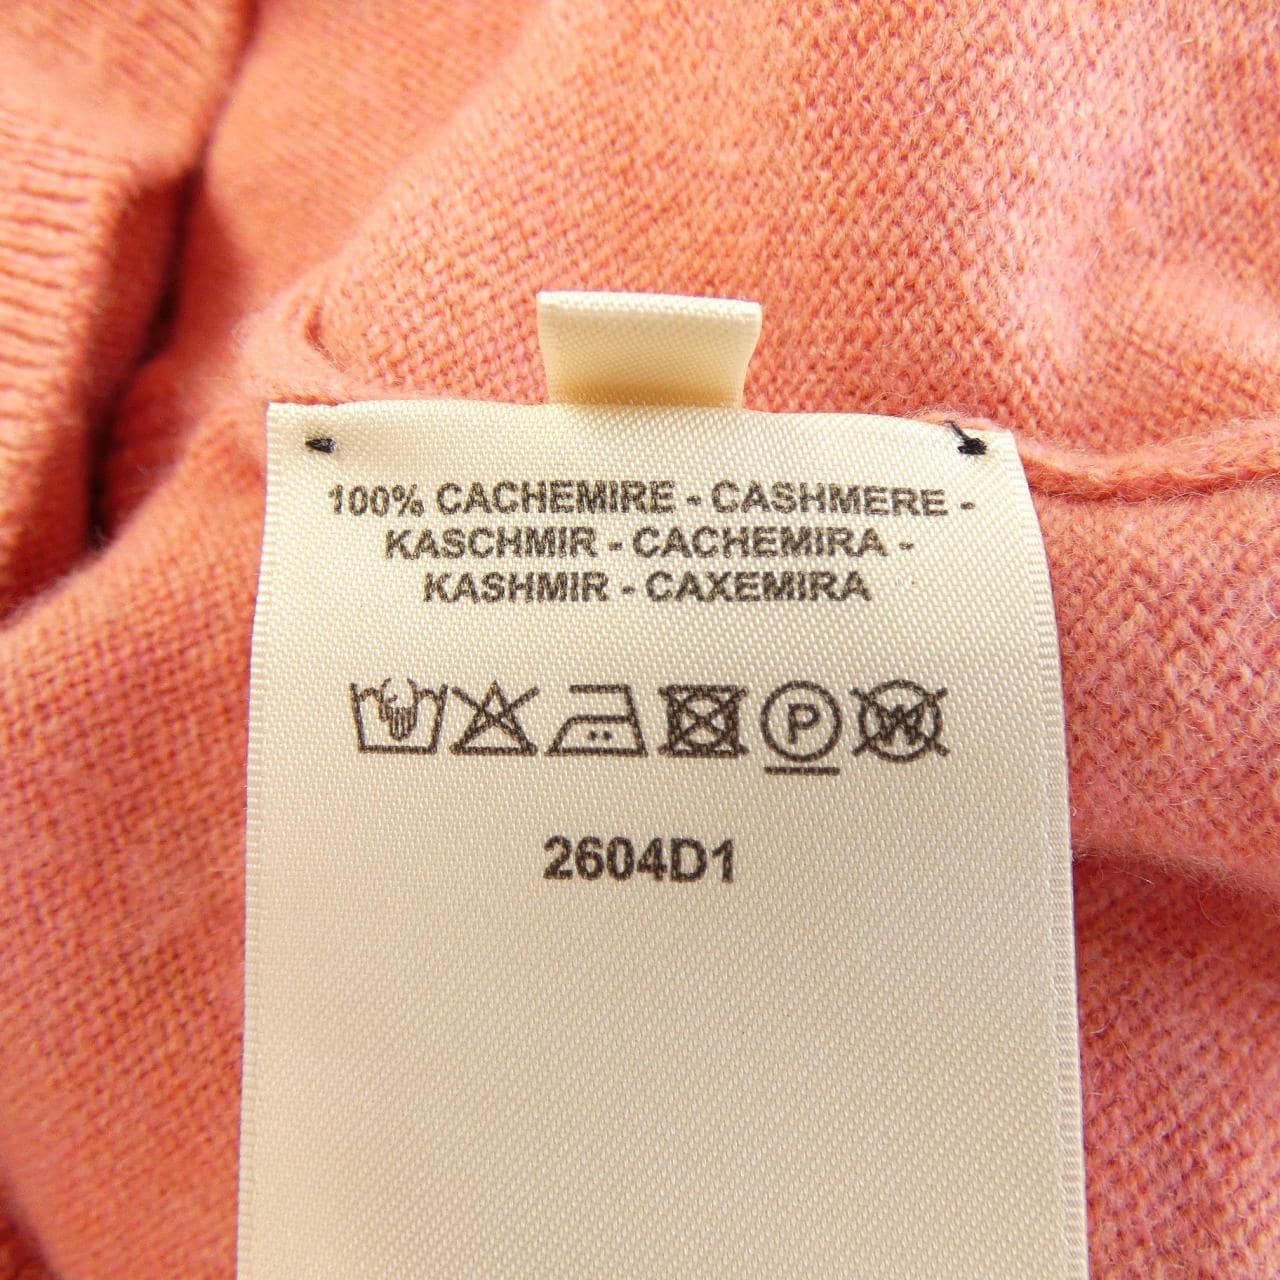 100% CACHEMIRE - CASHMERE -
KASCHMIR - CACHEMIRA -
KASHMIR - CAXEMIRA
P W
2604D1